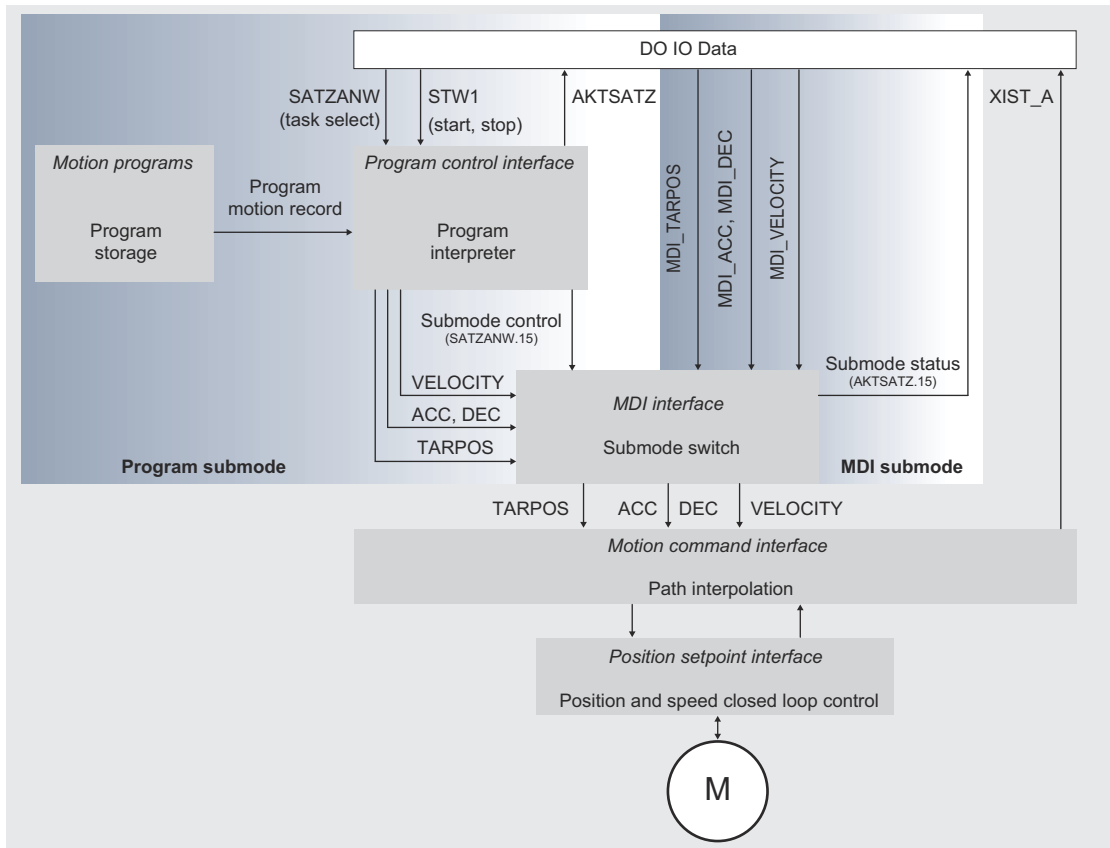 DO IO Data
SATZANW
(task select)
STW1
(start, stop)
AKTSATZ
XIST_A
Motion programs
Program
storage
Program
motion record
Program control interface
Program
interpreter
MDI_TARPOS
MDI_ACC, MDI_DEC
MDI_VELOCITY
Submode control
(SATZANW.15)
Submode status
(AKTSATZ.15)
VELOCITY
ACC, DEC
TARPOS
MDI interface
Submode switch
Program submode
MDI submode
TARPOS
ACC
DEC
VELOCITY
Motion command interface
Path interpolation
Position setpoint interface
Position and speed closed loop control
M